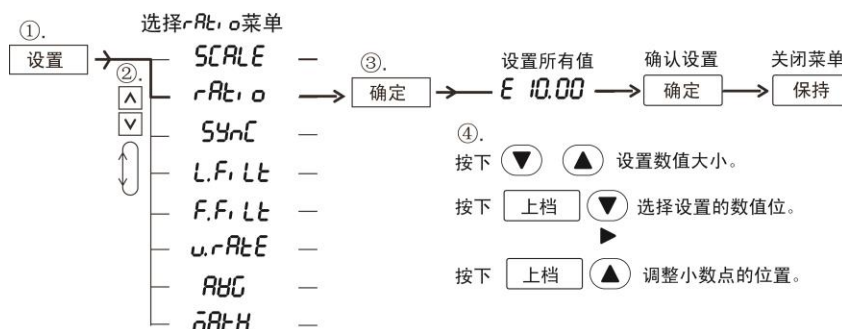 选择rAtio菜单
①.
设置
②.
SCALE
rAtio
SYnC
L.FiLt
F.FiLt
u.rAtE
AVG
mAtH
③.
确定
设置所有值
E 10.00
确认设置
确定
关闭菜单
保持
④.
按下 ▼ ▲ 设置数值大小。
按下 上档 ▼ 选择设置的数值位。
▶
按下 上档 ▲ 调整小数点的位置。